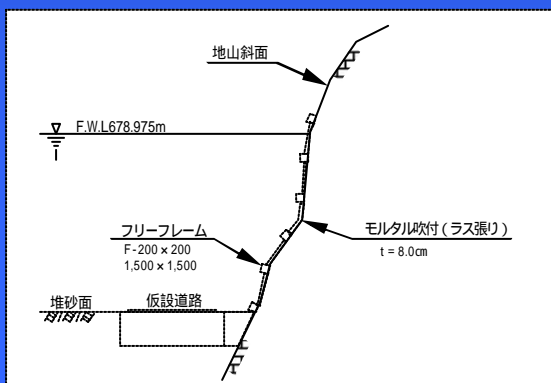 地山斜面
F.W.L678.975m
フリーフレーム
F-200×200
1,500×1,500
モルタル吹付(ラス張り)
t=8.0cm
堆砂面
仮設道路